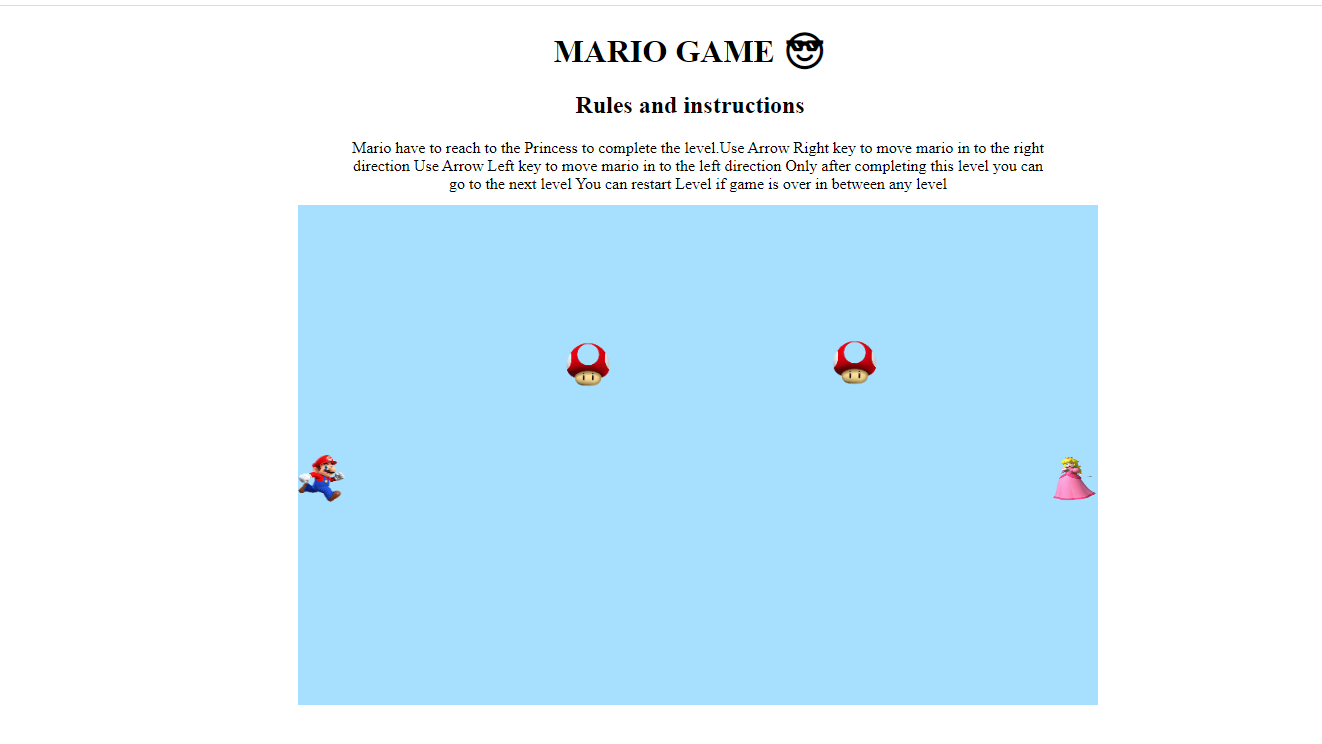 MARIO GAME 😎
Rules and instructions
Mario have to reach to the Princess to complete the level.Use Arrow Right key to move mario in to the right
direction Use Arrow Left key to move mario in to the left direction Only after completing this level you can
go to the next level You can restart Level if game is over in between any level